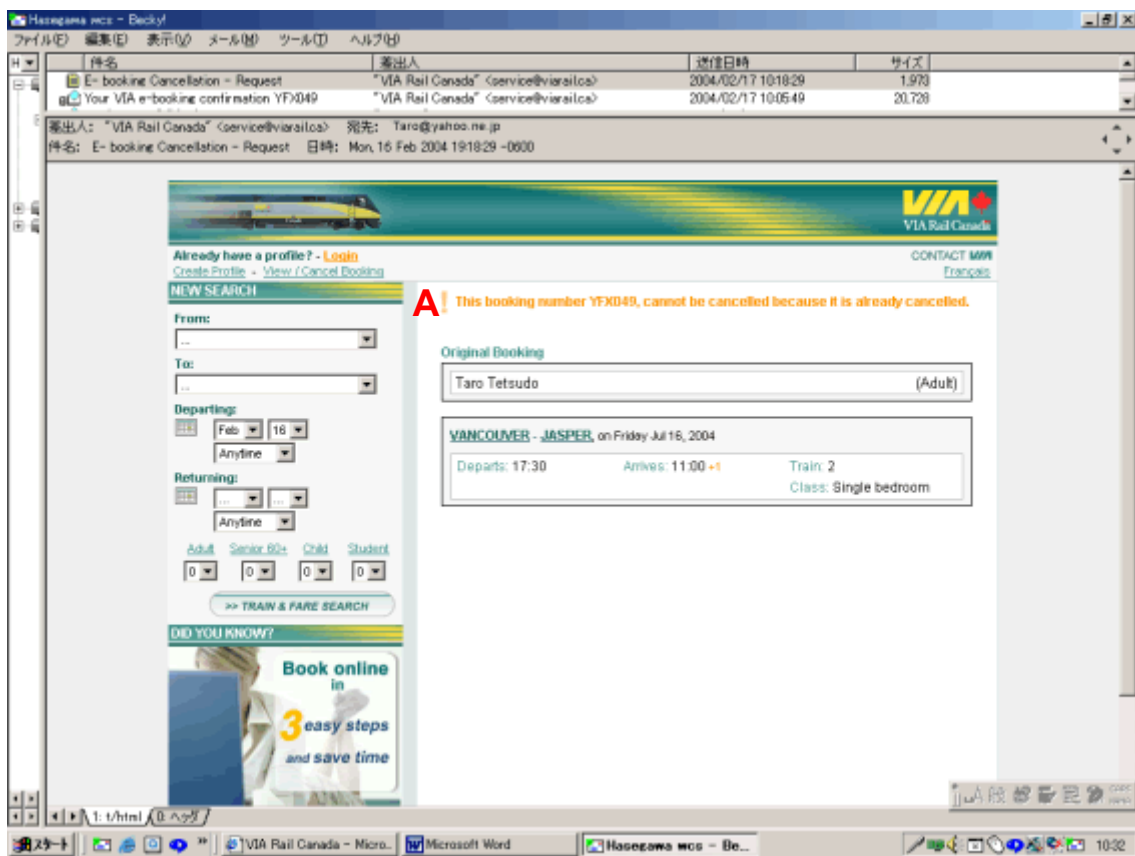 Hasegawa mcs - Becky!
ファイル(F) 編集(E) 表示(V) メール(M) ツール(T) ヘルプ(H)
H 件名 差出人 送信日時 サイズ
E- booking Cancellation - Request "VIA Rail Canada" <service@viarail.ca> 2004/02/17 10:18:29 1,973
Your VIA e-booking confirmation YFX049 "VIA Rail Canada" <service@viarail.ca> 2004/02/17 10:05:49 20,728
差出人: "VIA Rail Canada" <service@viarail.ca> 宛先: Taro@yahoo.ne.jp
件名: E- booking Cancellation - Request 日時: Mon, 16 Feb 2004 19:18:29 -0600
VIA
VIA Rail Canada
Already have a profile? - Login
Create Profile - View / Cancel Booking
CONTACT VIA
Français
NEW SEARCH
A! This booking number YFX049, cannot be cancelled because it is already cancelled.
From:
...
To:
...
Departing:
Feb 16
Anytime
Returning:
... ...
Anytime
Adult Senior 60+ Child Student
0 0 0 0
>> TRAIN & FARE SEARCH
Original Booking
Taro Tetsudo (Adult)
VANCOUVER - JASPER, on Friday Jul 16, 2004
Departs: 17:30 Arrives: 11:00 +1 Train: 2
Class: Single bedroom
DID YOU KNOW?
Book online
in
3 easy steps
and save time
1: t/html 0: ヘッダ
スタート VIA Rail Canada - Micro... Microsoft Word Hasegawa mcs - Be... 10:32